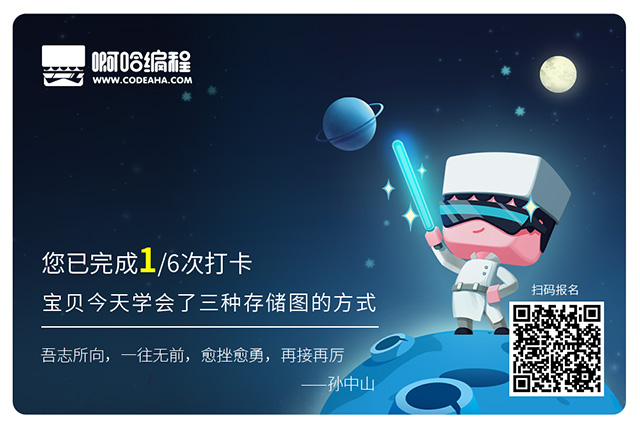 啊哈编程
WWW.CODEAHA.COM
您已完成1/6次打卡
宝贝今天学会了三种存储图的方式
吾志所向，一往无前，愈挫愈勇，再接再厉
——孙中山
扫码报名